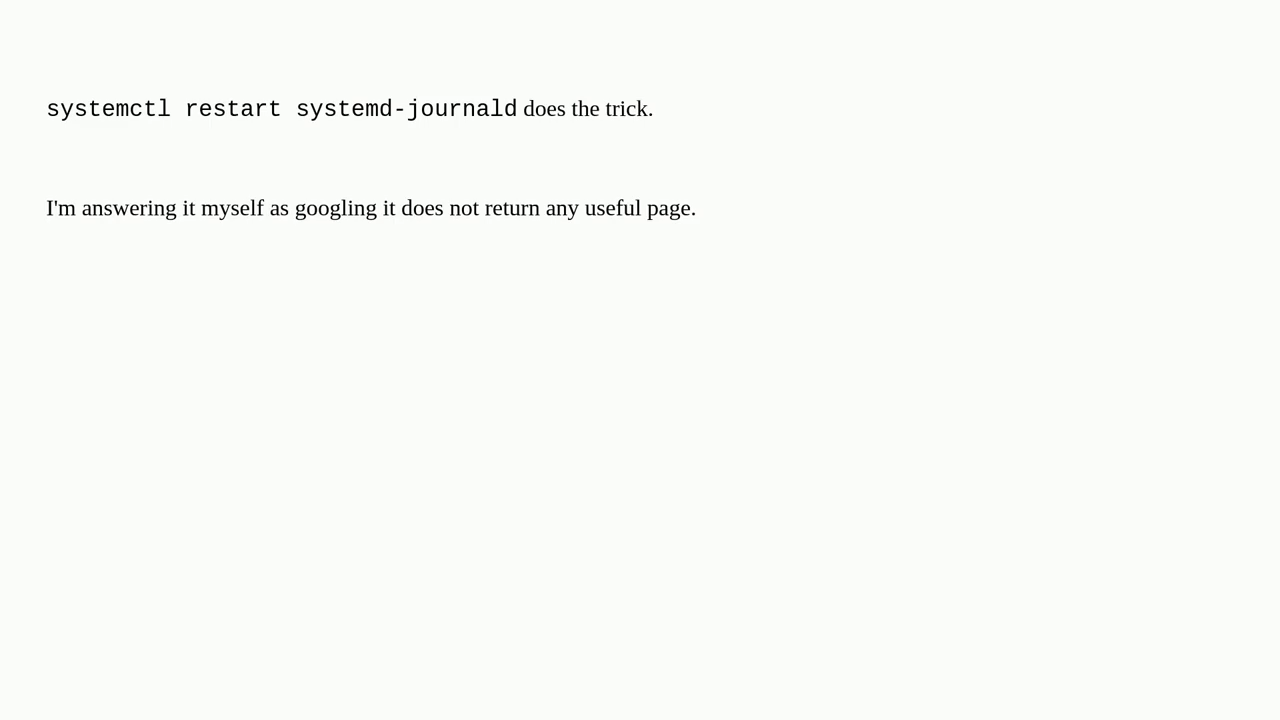 systemctl restart systemd-journald does the trick.
I'm answering it myself as googling it does not return any useful page.